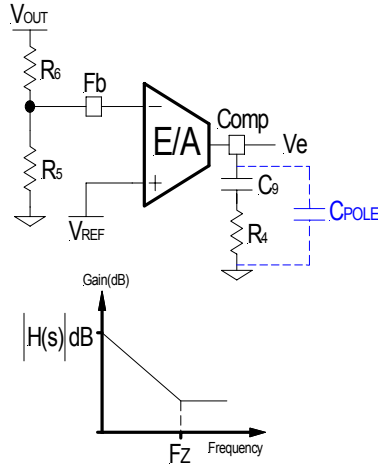 VOUT
R6
Fb
Comp
E/A
Ve
R5
C9
CPOLE
VREF
R4
Gain(dB)
|H(s)|dB
FZ
Frequency